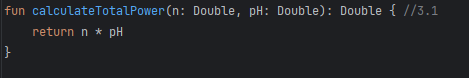 fun calculateTotalPower(n: Double, pH: Double): Double { //3.1
    return n * pH
}